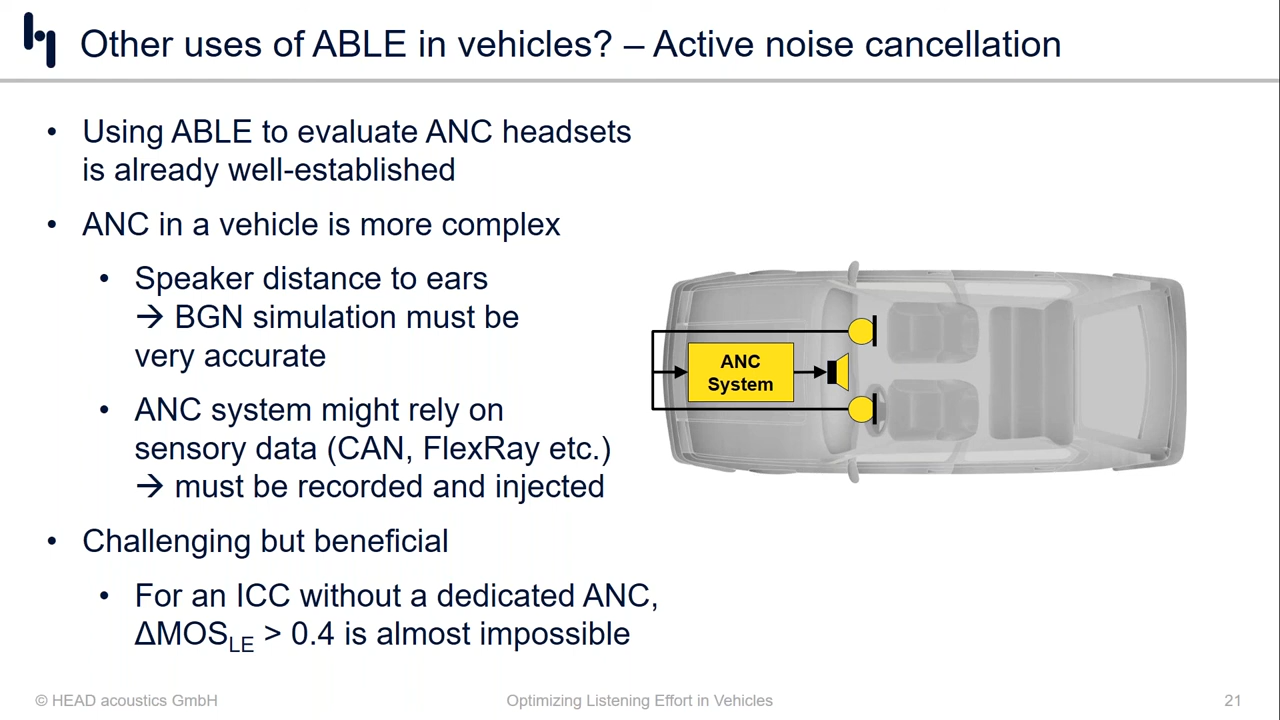 Other uses of ABLE in vehicles? – Active noise cancellation
• Using ABLE to evaluate ANC headsets
is already well-established
• ANC in a vehicle is more complex
• Speaker distance to ears
→ BGN simulation must be
very accurate
• ANC system might rely on
sensory data (CAN, FlexRay etc.)
→ must be recorded and injected
• Challenging but beneficial
• For an ICC without a dedicated ANC,
ΔMOS_LE > 0.4 is almost impossible
ANC
System
© HEAD acoustics GmbH
Optimizing Listening Effort in Vehicles
21